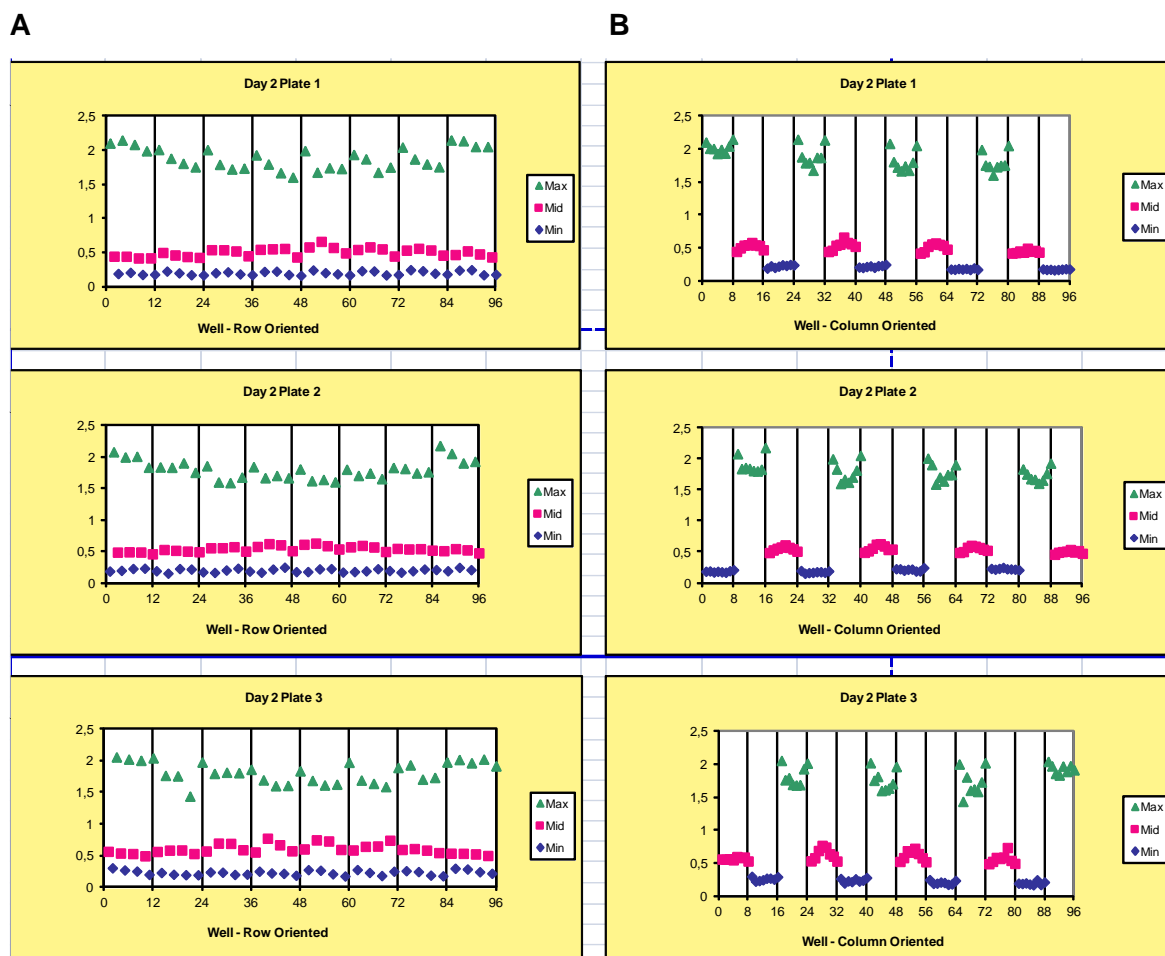 A
B
Day 2 Plate 1
2,5
2
1,5
1
0,5
0
0 12 24 36 48 60 72 84 96
Well - Row Oriented
Max
Mid
Min
Day 2 Plate 1
2,5
2
1,5
1
0,5
0
0 8 16 24 32 40 48 56 64 72 80 88 96
Well - Column Oriented
Max
Mid
Min
Day 2 Plate 2
2,5
2
1,5
1
0,5
0
0 12 24 36 48 60 72 84 96
Well - Row Oriented
Max
Mid
Min
Day 2 Plate 2
2,5
2
1,5
1
0,5
0
0 8 16 24 32 40 48 56 64 72 80 88 96
Well - Column Oriented
Max
Mid
Min
Day 2 Plate 3
2,5
2
1,5
1
0,5
0
0 12 24 36 48 60 72 84 96
Well - Row Oriented
Max
Mid
Min
Day 2 Plate 3
2,5
2
1,5
1
0,5
0
0 8 16 24 32 40 48 56 64 72 80 88 96
Well - Column Oriented
Max
Mid
Min